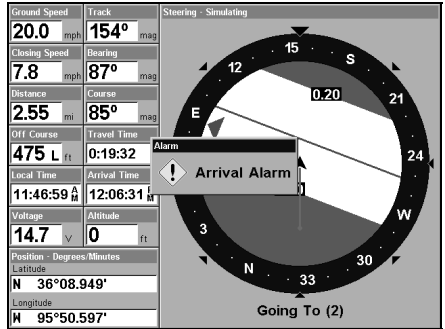 Ground Speed
20.0 mph
Track
154° mag
Closing Speed
7.8 mph
Bearing
87° mag
Distance
2.55 mi
Course
85° mag
Off Course
475 L ft
Travel Time
0:19:32
Local Time
11:46:59 AM
Arrival Time
12:06:31
Voltage
14.7 V
Altitude
0 ft
Position - Degrees/Minutes
Latitude
N 36°08.949'
Longitude
W 95°50.597'
Steering - Simulating
15
S
12
21
0.20
E
24
W
3
30
N
33
Alarm
! Arrival Alarm
Going To (2)